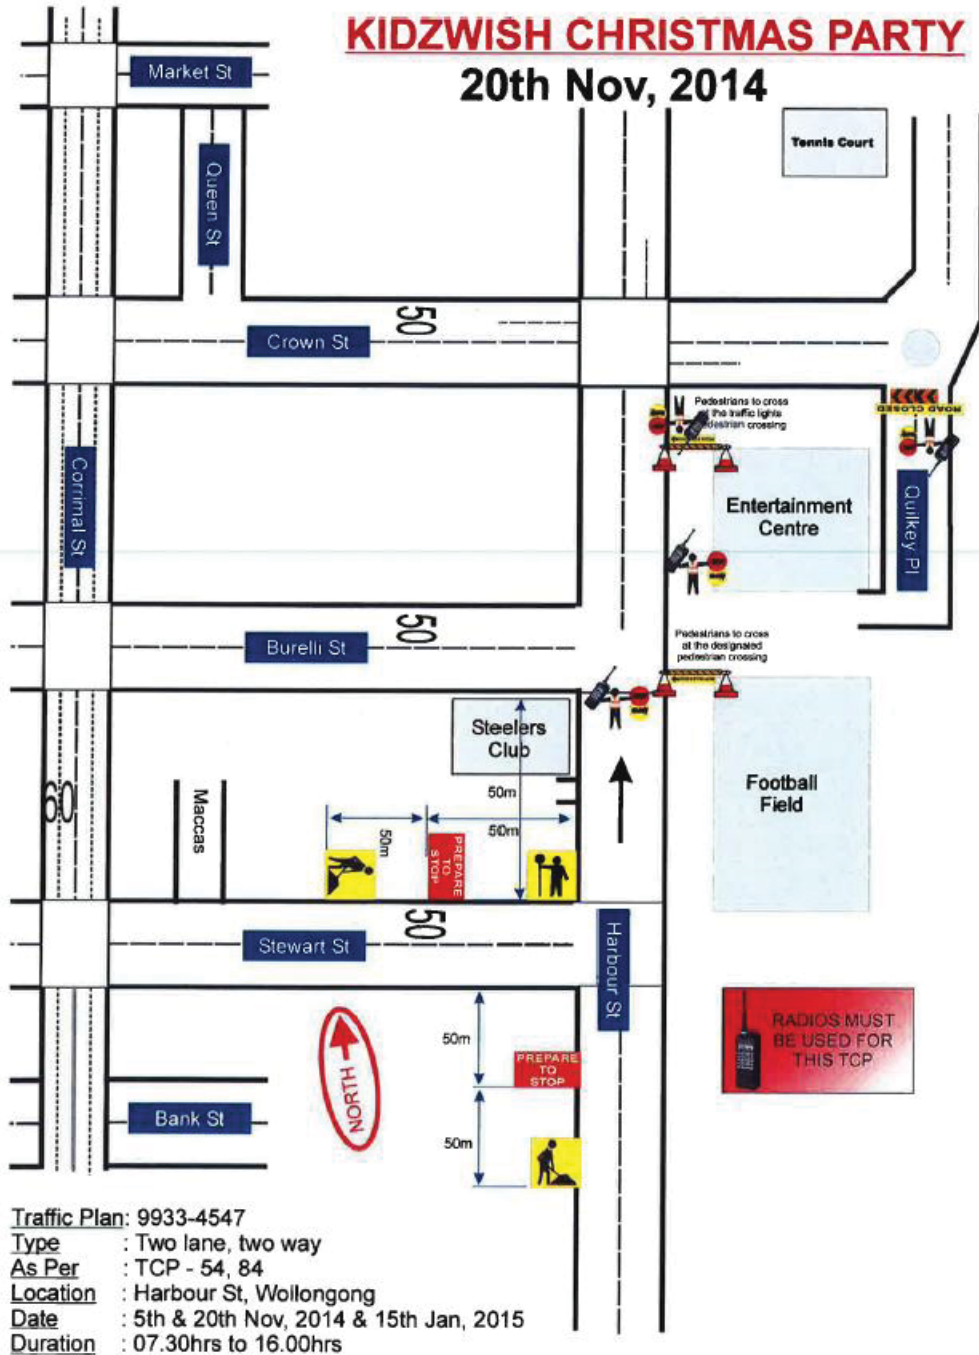 KIDZWISH CHRISTMAS PARTY
20th Nov, 2014
Market St
Tennis Court
Queen St
50
Crown St
ROAD CLOSED
Pedestrians to cross
at the traffic lights
pedestrian crossing
Corrimal St
Entertainment
Centre
Quilkey Pl
50
Burelli St
Pedestrians to cross
at the designated
pedestrian crossing
Steelers
Club
Football
Field
60
Maccas
50m
50m
50m
PREPARE
TO
STOP
50
Stewart St
Harbour St
RADIOS MUST
BE USED FOR
THIS TCP
NORTH
50m
PREPARE
TO
STOP
Bank St
50m
Traffic Plan: 9933-4547
Type : Two lane, two way
As Per : TCP - 54, 84
Location : Harbour St, Wollongong
Date : 5th & 20th Nov, 2014 & 15th Jan, 2015
Duration : 07.30hrs to 16.00hrs